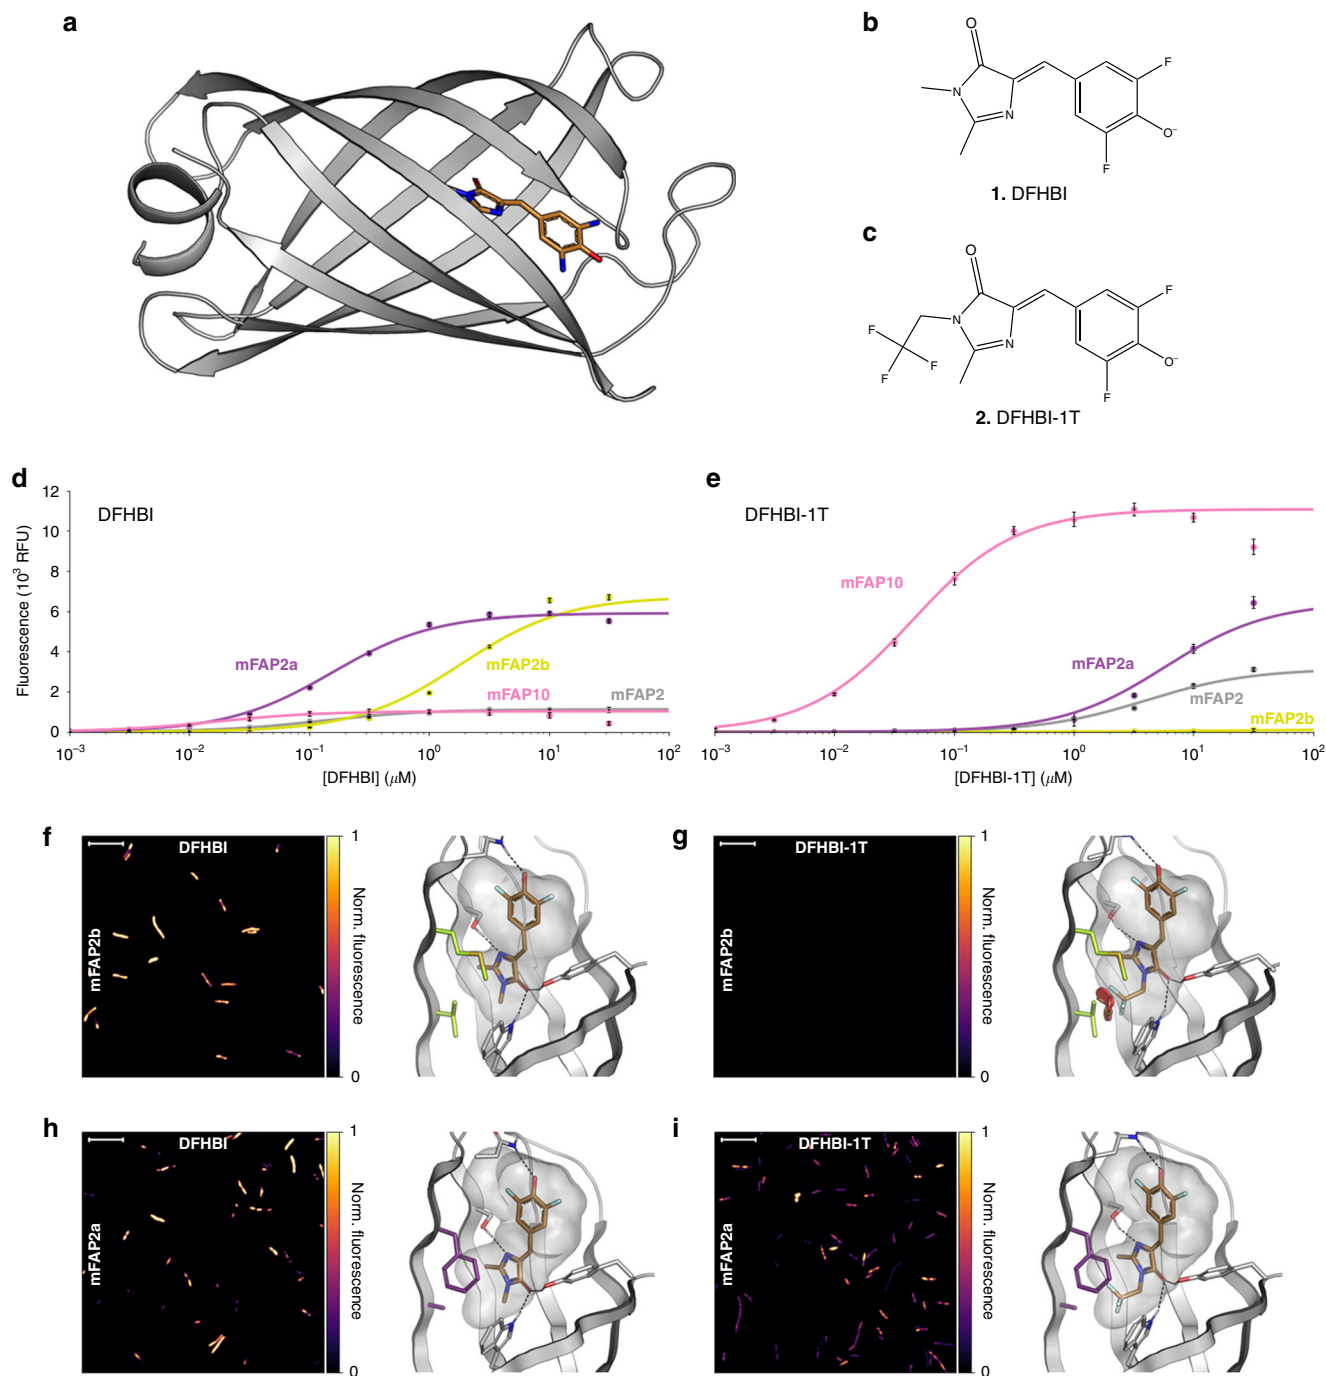 a
b
O
N
N
F
F
O⁻
1. DFHBI
c
O
N
N
F
F
F
F
F
O⁻
2. DFHBI-1T
d
DFHBI
Fluorescence (10³ RFU)
12
10
8
6
4
2
0
mFAP2a
mFAP2b
mFAP10
mFAP2
10⁻³ 10⁻² 10⁻¹ 10⁰ 10¹ 10²
[DFHBI] (μM)
e
DFHBI-1T
mFAP10
mFAP2a
mFAP2
mFAP2b
10⁻³ 10⁻² 10⁻¹ 10⁰ 10¹ 10²
[DFHBI-1T] (μM)
f
DFHBI
mFAP2b
1
Norm. fluorescence
0
g
DFHBI-1T
mFAP2b
1
Norm. fluorescence
0
h
DFHBI
mFAP2a
1
Norm. fluorescence
0
i
DFHBI-1T
mFAP2a
1
Norm. fluorescence
0